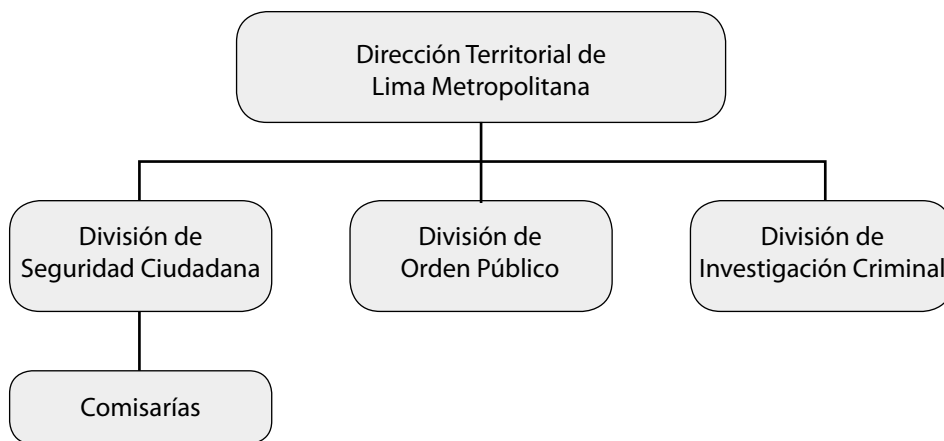 Dirección Territorial de
Lima Metropolitana
División de
Seguridad Ciudadana
División de
Orden Público
División de
Investigación Criminal
Comisarías